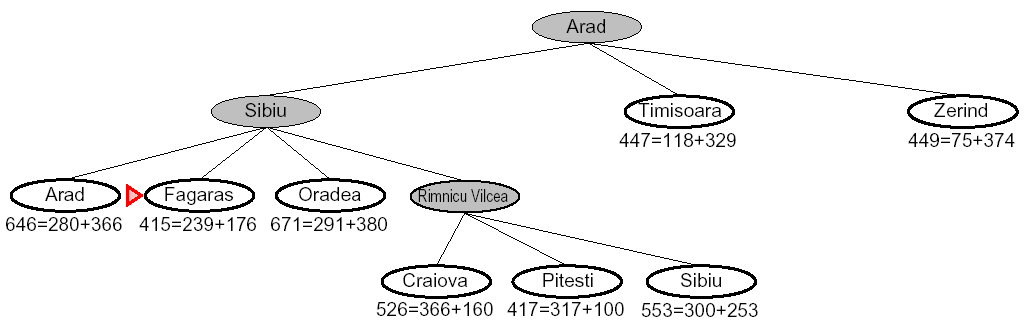 Arad
Sibiu
Timisoara
Zerind
447=118+329
449=75+374
Arad
Fagaras
Oradea
Rimnicu Vilcea
646=280+366
415=239+176
671=291+380
Craiova
Pitesti
Sibiu
526=366+160
417=317+100
553=300+253